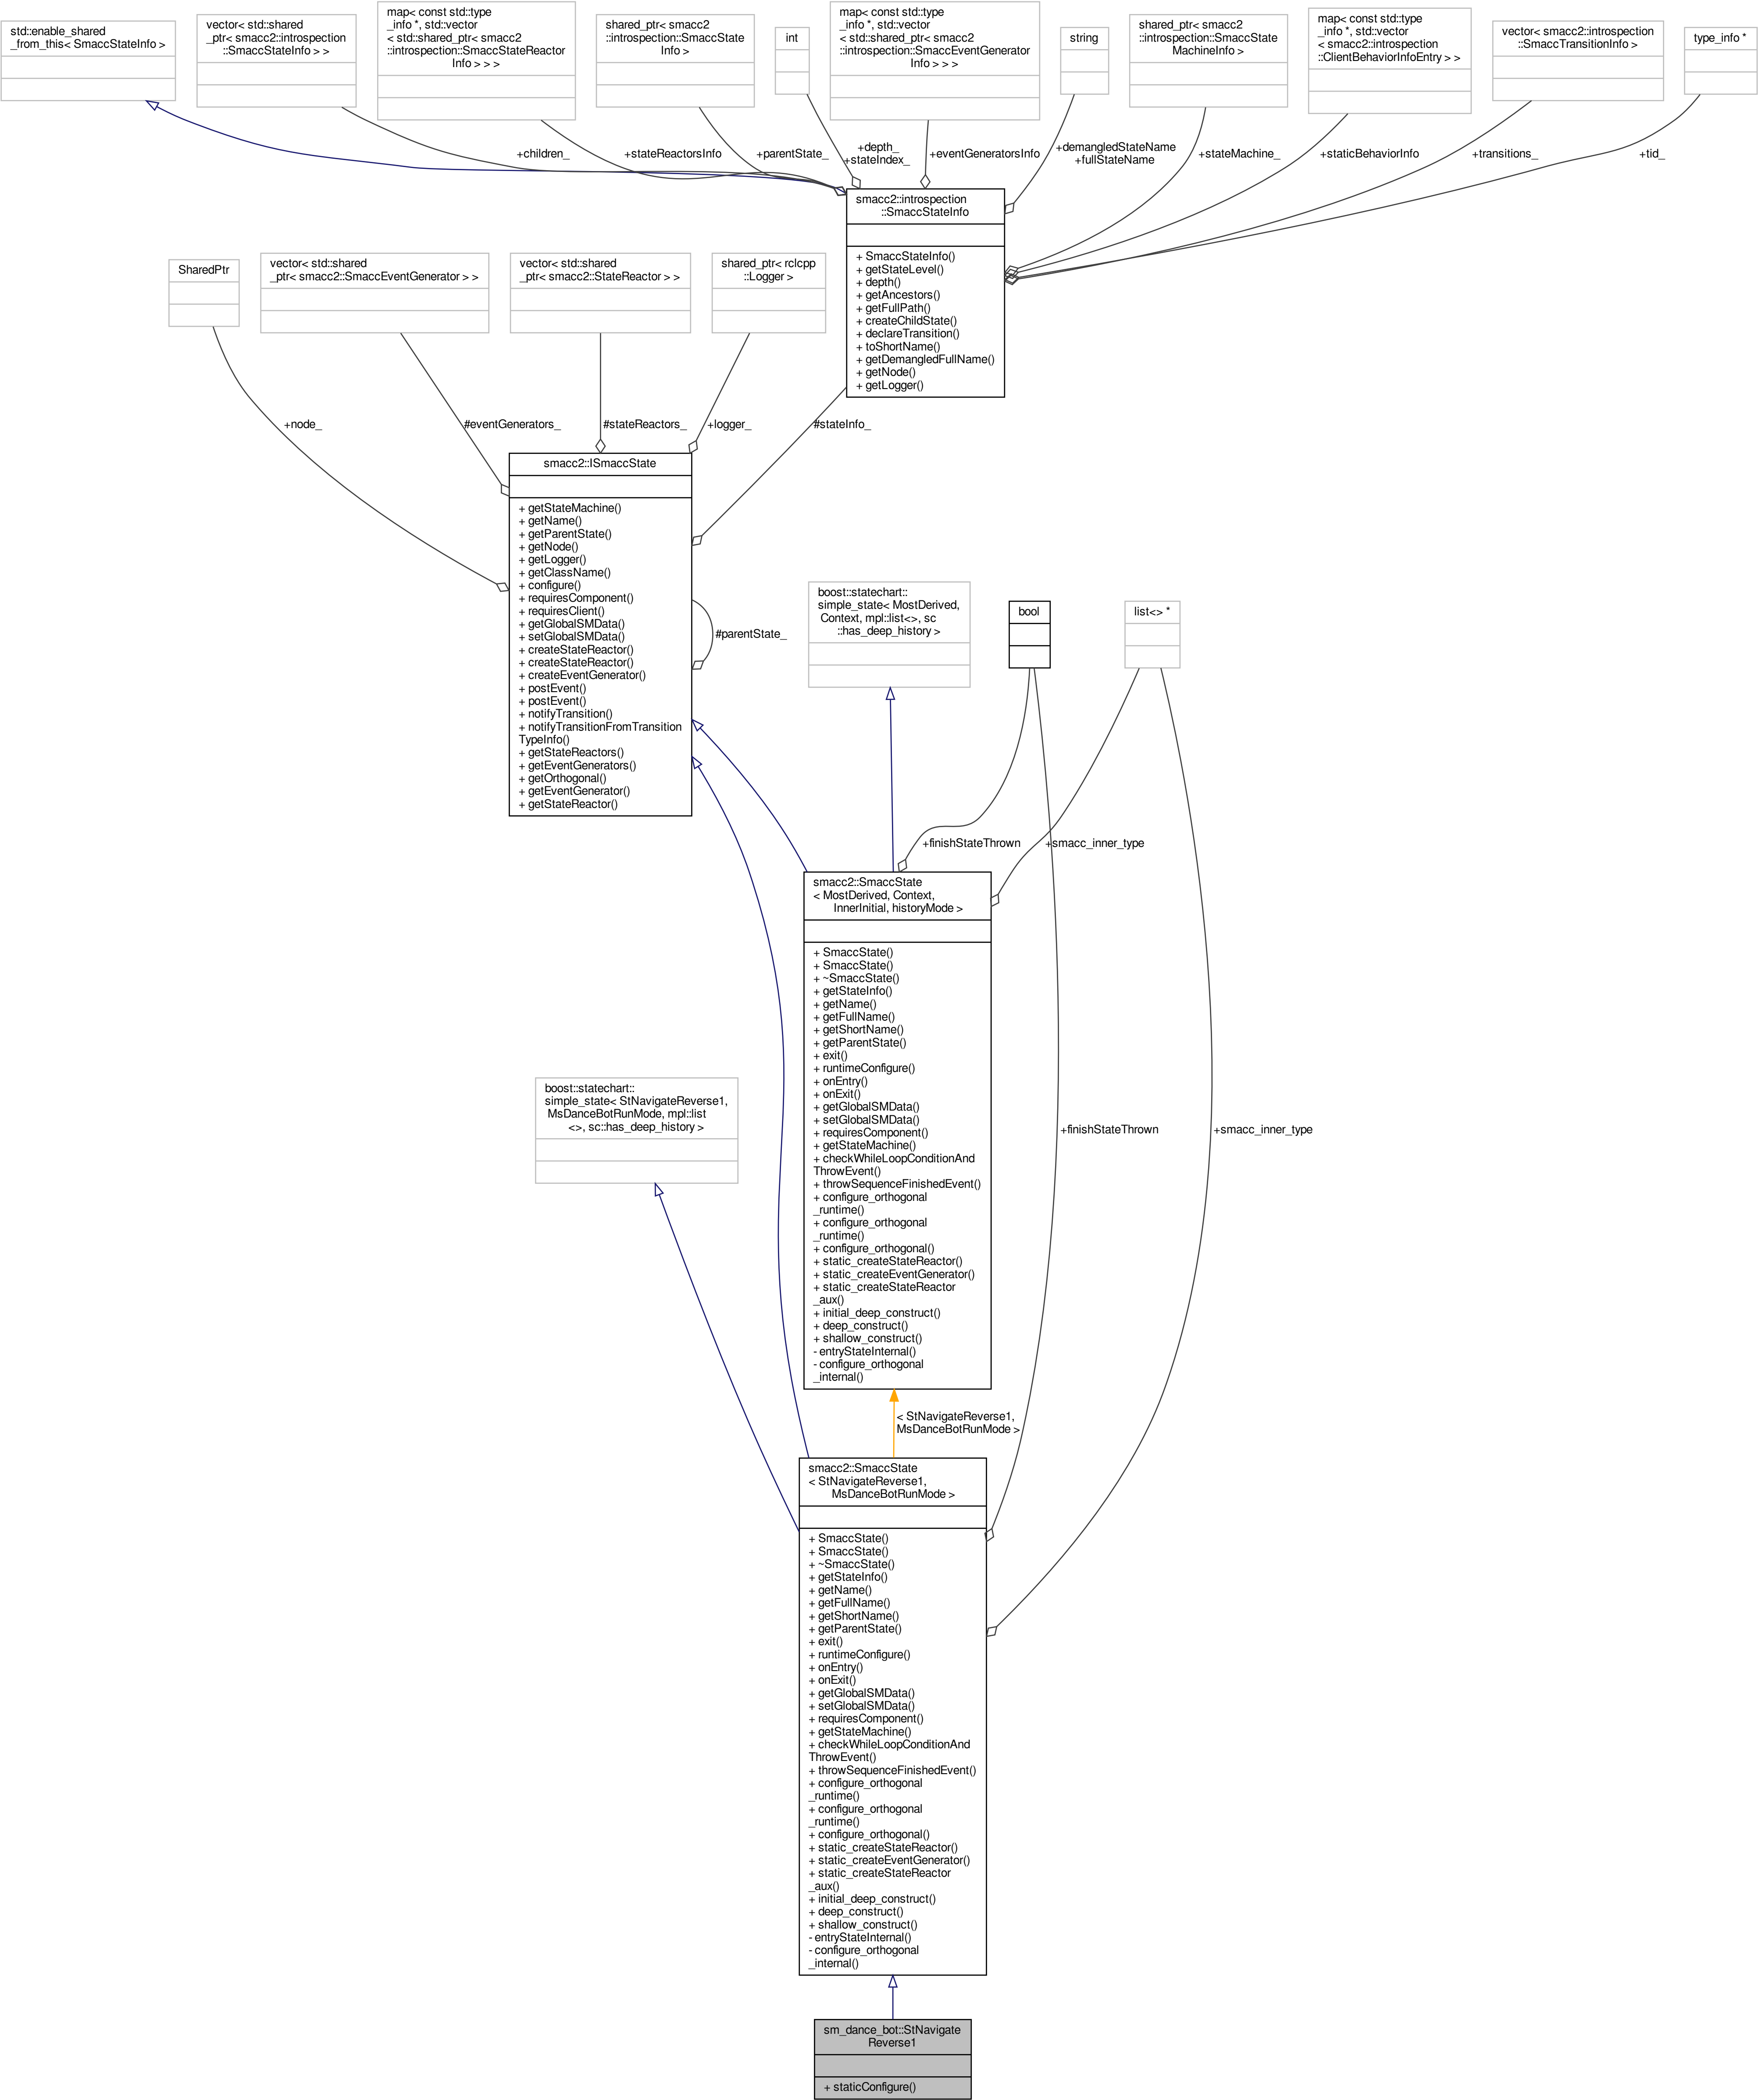 std::enable_shared
_from_this< SmaccStateInfo >
vector< std::shared
_ptr< smacc2::introspection
::SmaccStateInfo > >
map< const std::type
_info *, std::vector
< std::shared_ptr< smacc2
::introspection::SmaccStateReactor
Info > > >
shared_ptr< smacc2
::introspection::SmaccState
Info >
int
map< const std::type
_info *, std::vector
< std::shared_ptr< smacc2
::introspection::SmaccEventGenerator
Info > > >
string
shared_ptr< smacc2
::introspection::SmaccState
MachineInfo >
map< const std::type
_info *, std::vector
< smacc2::introspection
::ClientBehaviorInfoEntry > >
vector< smacc2::introspection
::SmaccTransitionInfo >
type_info *
+children_
+stateReactorsInfo
+parentState_
+depth_
+stateIndex_
+eventGeneratorsInfo
+demangledStateName
+fullStateName
+stateMachine_
+staticBehaviorInfo
+transitions_
+tid_
smacc2::introspection
::SmaccStateInfo
+ SmaccStateInfo()
+ getStateLevel()
+ depth()
+ getAncestors()
+ getFullPath()
+ createChildState()
+ declareTransition()
+ toShortName()
+ getDemangledFullName()
+ getNode()
+ getLogger()
SharedPtr
vector< std::shared
_ptr< smacc2::SmaccEventGenerator > >
vector< std::shared
_ptr< smacc2::StateReactor > >
shared_ptr< rclcpp
::Logger >
+node_
#eventGenerators_
#stateReactors_
+logger_
#stateInfo_
smacc2::ISmaccState
+ getStateMachine()
+ getName()
+ getParentState()
+ getNode()
+ getLogger()
+ getClassName()
+ configure()
+ requiresComponent()
+ requiresClient()
+ getGlobalSMData()
+ setGlobalSMData()
+ createStateReactor()
+ createStateReactor()
+ createEventGenerator()
+ postEvent()
+ postEvent()
+ notifyTransition()
+ notifyTransitionFromTransition
TypeInfo()
+ getStateReactors()
+ getEventGenerators()
+ getOrthogonal()
+ getEventGenerator()
+ getStateReactor()
#parentState_
boost::statechart::
simple_state< MostDerived,
Context, mpl::list<>, sc
::has_deep_history >
bool
list<> *
+finishStateThrown
+smacc_inner_type
smacc2::SmaccState
< MostDerived, Context,
InnerInitial, historyMode >
+ SmaccState()
+ SmaccState()
+ ~SmaccState()
+ getStateInfo()
+ getName()
+ getFullName()
+ getShortName()
+ getParentState()
+ exit()
+ runtimeConfigure()
+ onEntry()
+ onExit()
+ getGlobalSMData()
+ setGlobalSMData()
+ requiresComponent()
+ getStateMachine()
+ checkWhileLoopConditionAnd
ThrowEvent()
+ throwSequenceFinishedEvent()
+ configure_orthogonal
_runtime()
+ configure_orthogonal
_runtime()
+ configure_orthogonal()
+ static_createStateReactor()
+ static_createEventGenerator()
+ static_createStateReactor
_aux()
+ initial_deep_construct()
+ deep_construct()
+ shallow_construct()
- entryStateInternal()
- configure_orthogonal
_internal()
boost::statechart::
simple_state< StNavigateReverse1,
MsDanceBotRunMode, mpl::list
<>, sc::has_deep_history >
+finishStateThrown
+smacc_inner_type
< StNavigateReverse1,
MsDanceBotRunMode >
smacc2::SmaccState
< StNavigateReverse1,
MsDanceBotRunMode >
+ SmaccState()
+ SmaccState()
+ ~SmaccState()
+ getStateInfo()
+ getName()
+ getFullName()
+ getShortName()
+ getParentState()
+ exit()
+ runtimeConfigure()
+ onEntry()
+ onExit()
+ getGlobalSMData()
+ setGlobalSMData()
+ requiresComponent()
+ getStateMachine()
+ checkWhileLoopConditionAnd
ThrowEvent()
+ throwSequenceFinishedEvent()
+ configure_orthogonal
_runtime()
+ configure_orthogonal
_runtime()
+ configure_orthogonal()
+ static_createStateReactor()
+ static_createEventGenerator()
+ static_createStateReactor
_aux()
+ initial_deep_construct()
+ deep_construct()
+ shallow_construct()
- entryStateInternal()
- configure_orthogonal
_internal()
sm_dance_bot::StNavigate
Reverse1
+ staticConfigure()